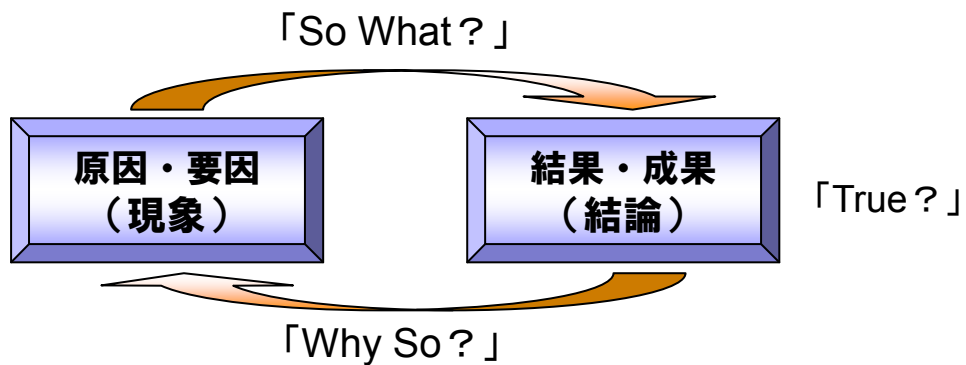 「So What？」
原因・要因
（現象）
結果・成果
（結論）
「True？」
「Why So？」